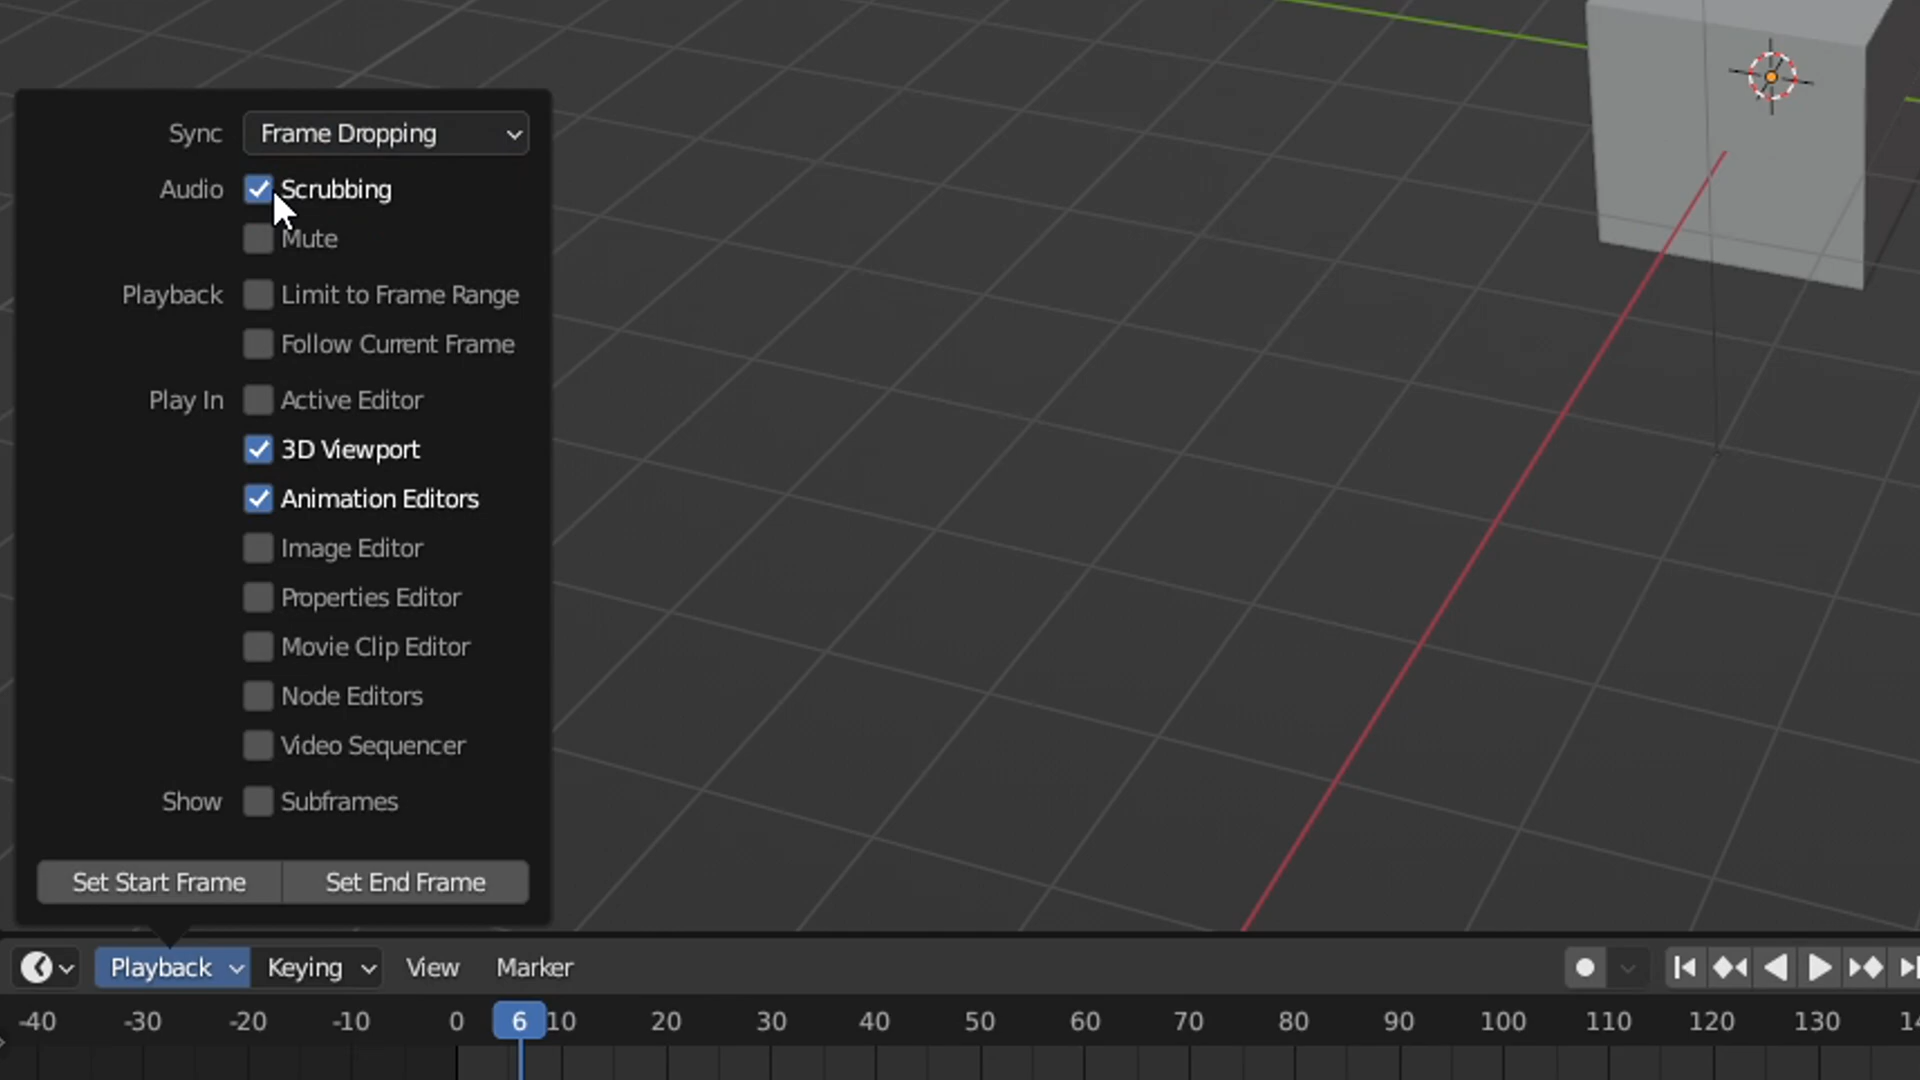 Sync Frame Dropping
Audio Scrubbing
Mute
Playback Limit to Frame Range
Follow Current Frame
Play In Active Editor
3D Viewport
Animation Editors
Image Editor
Properties Editor
Movie Clip Editor
Node Editors
Video Sequencer
Show Subframes
Set Start Frame Set End Frame
Playback Keying View Marker
-40 -30 -20 -10 0 6 10 20 30 40 50 60 70 80 90 100 110 120 130